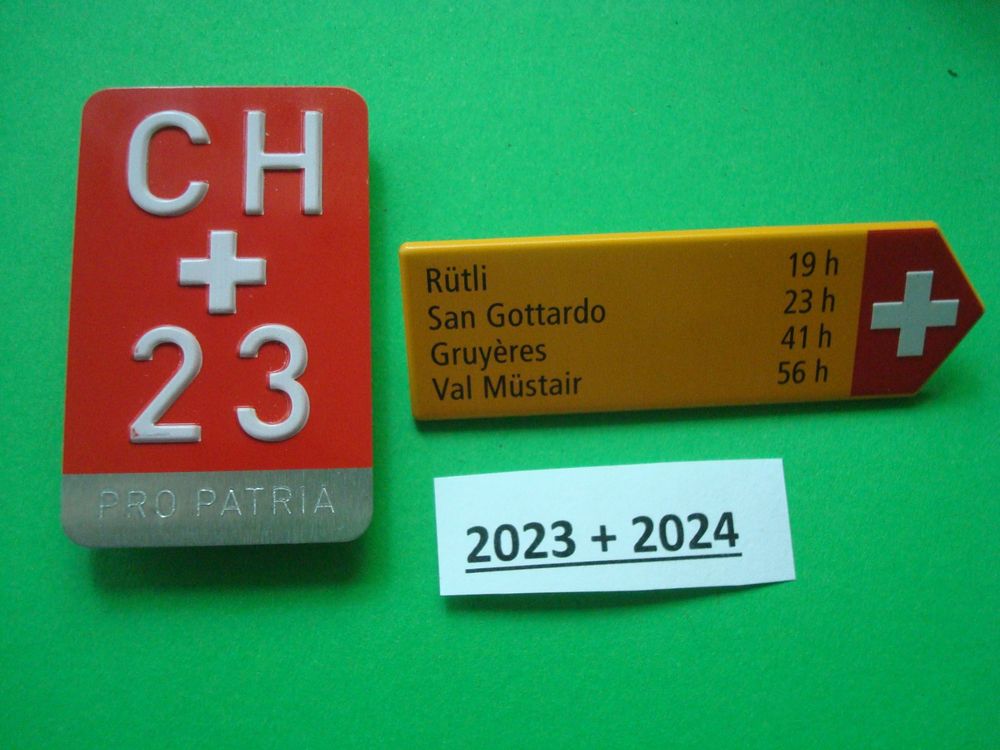 CH
23
PRO PATRIA
Rütli 19 h
San Gottardo 23 h
Gruyères 41 h
Val Müstair 56 h
2023 + 2024